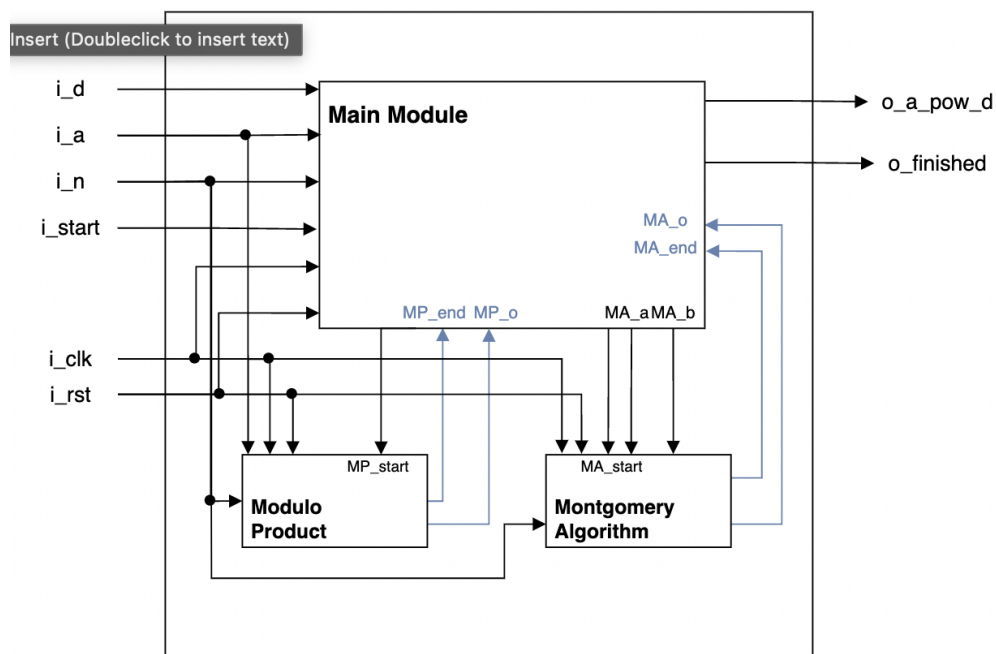 Insert (Doubleclick to insert text)
i_d
i_a
i_n
i_start
i_clk
i_rst
Main Module
o_a_pow_d
o_finished
MA_o
MA_end
MP_end MP_o
MA_a MA_b
MP_start
Modulo
Product
MA_start
Montgomery
Algorithm